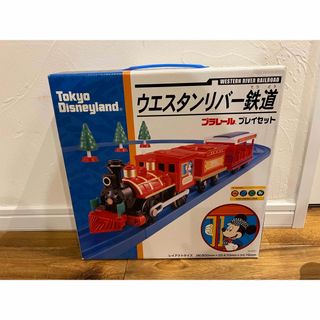 WESTERN RIVER RAILROAD
Tokyo
Disneyland®
ウエスタンリバー鉄道
プラレール プレイセット